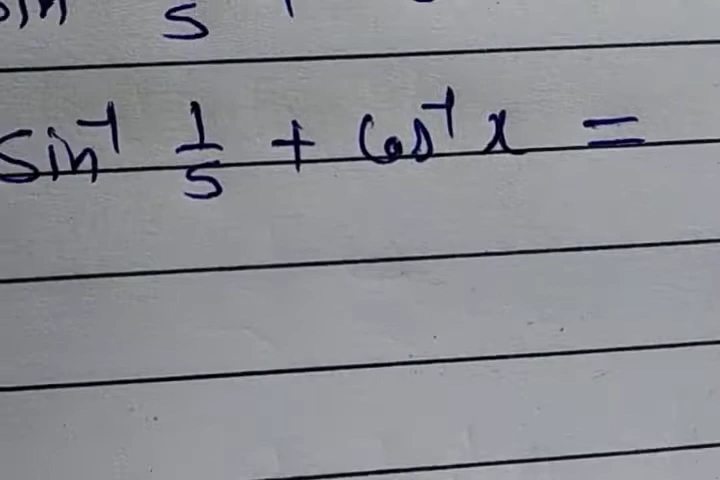 sin⁻¹ 1/5 + cos⁻¹ x =